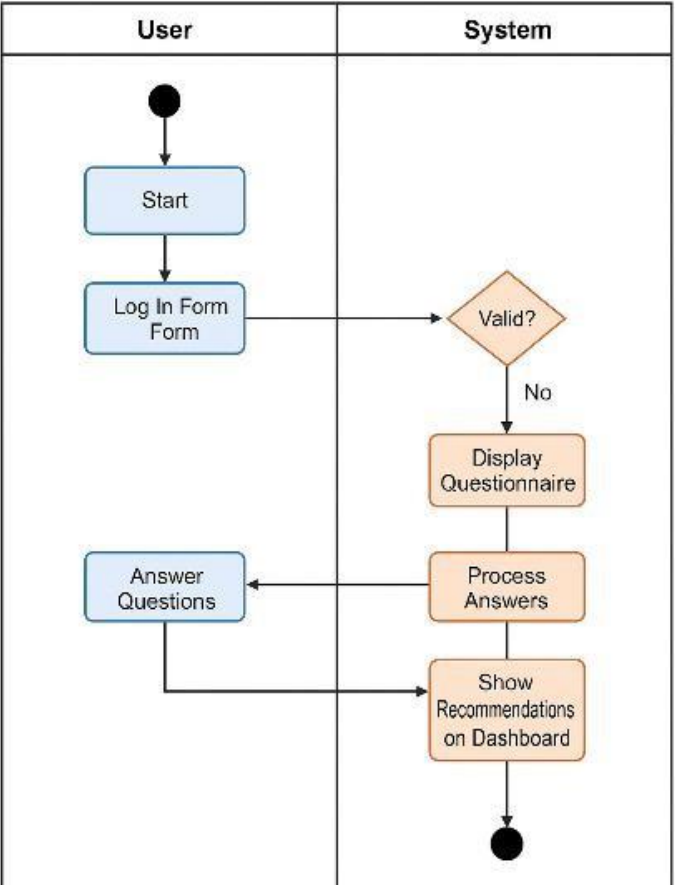 User
System
Start
Log In Form
Form
Valid?
No
Display
Questionnaire
Answer
Questions
Process
Answers
Show
Recommendations
on Dashboard